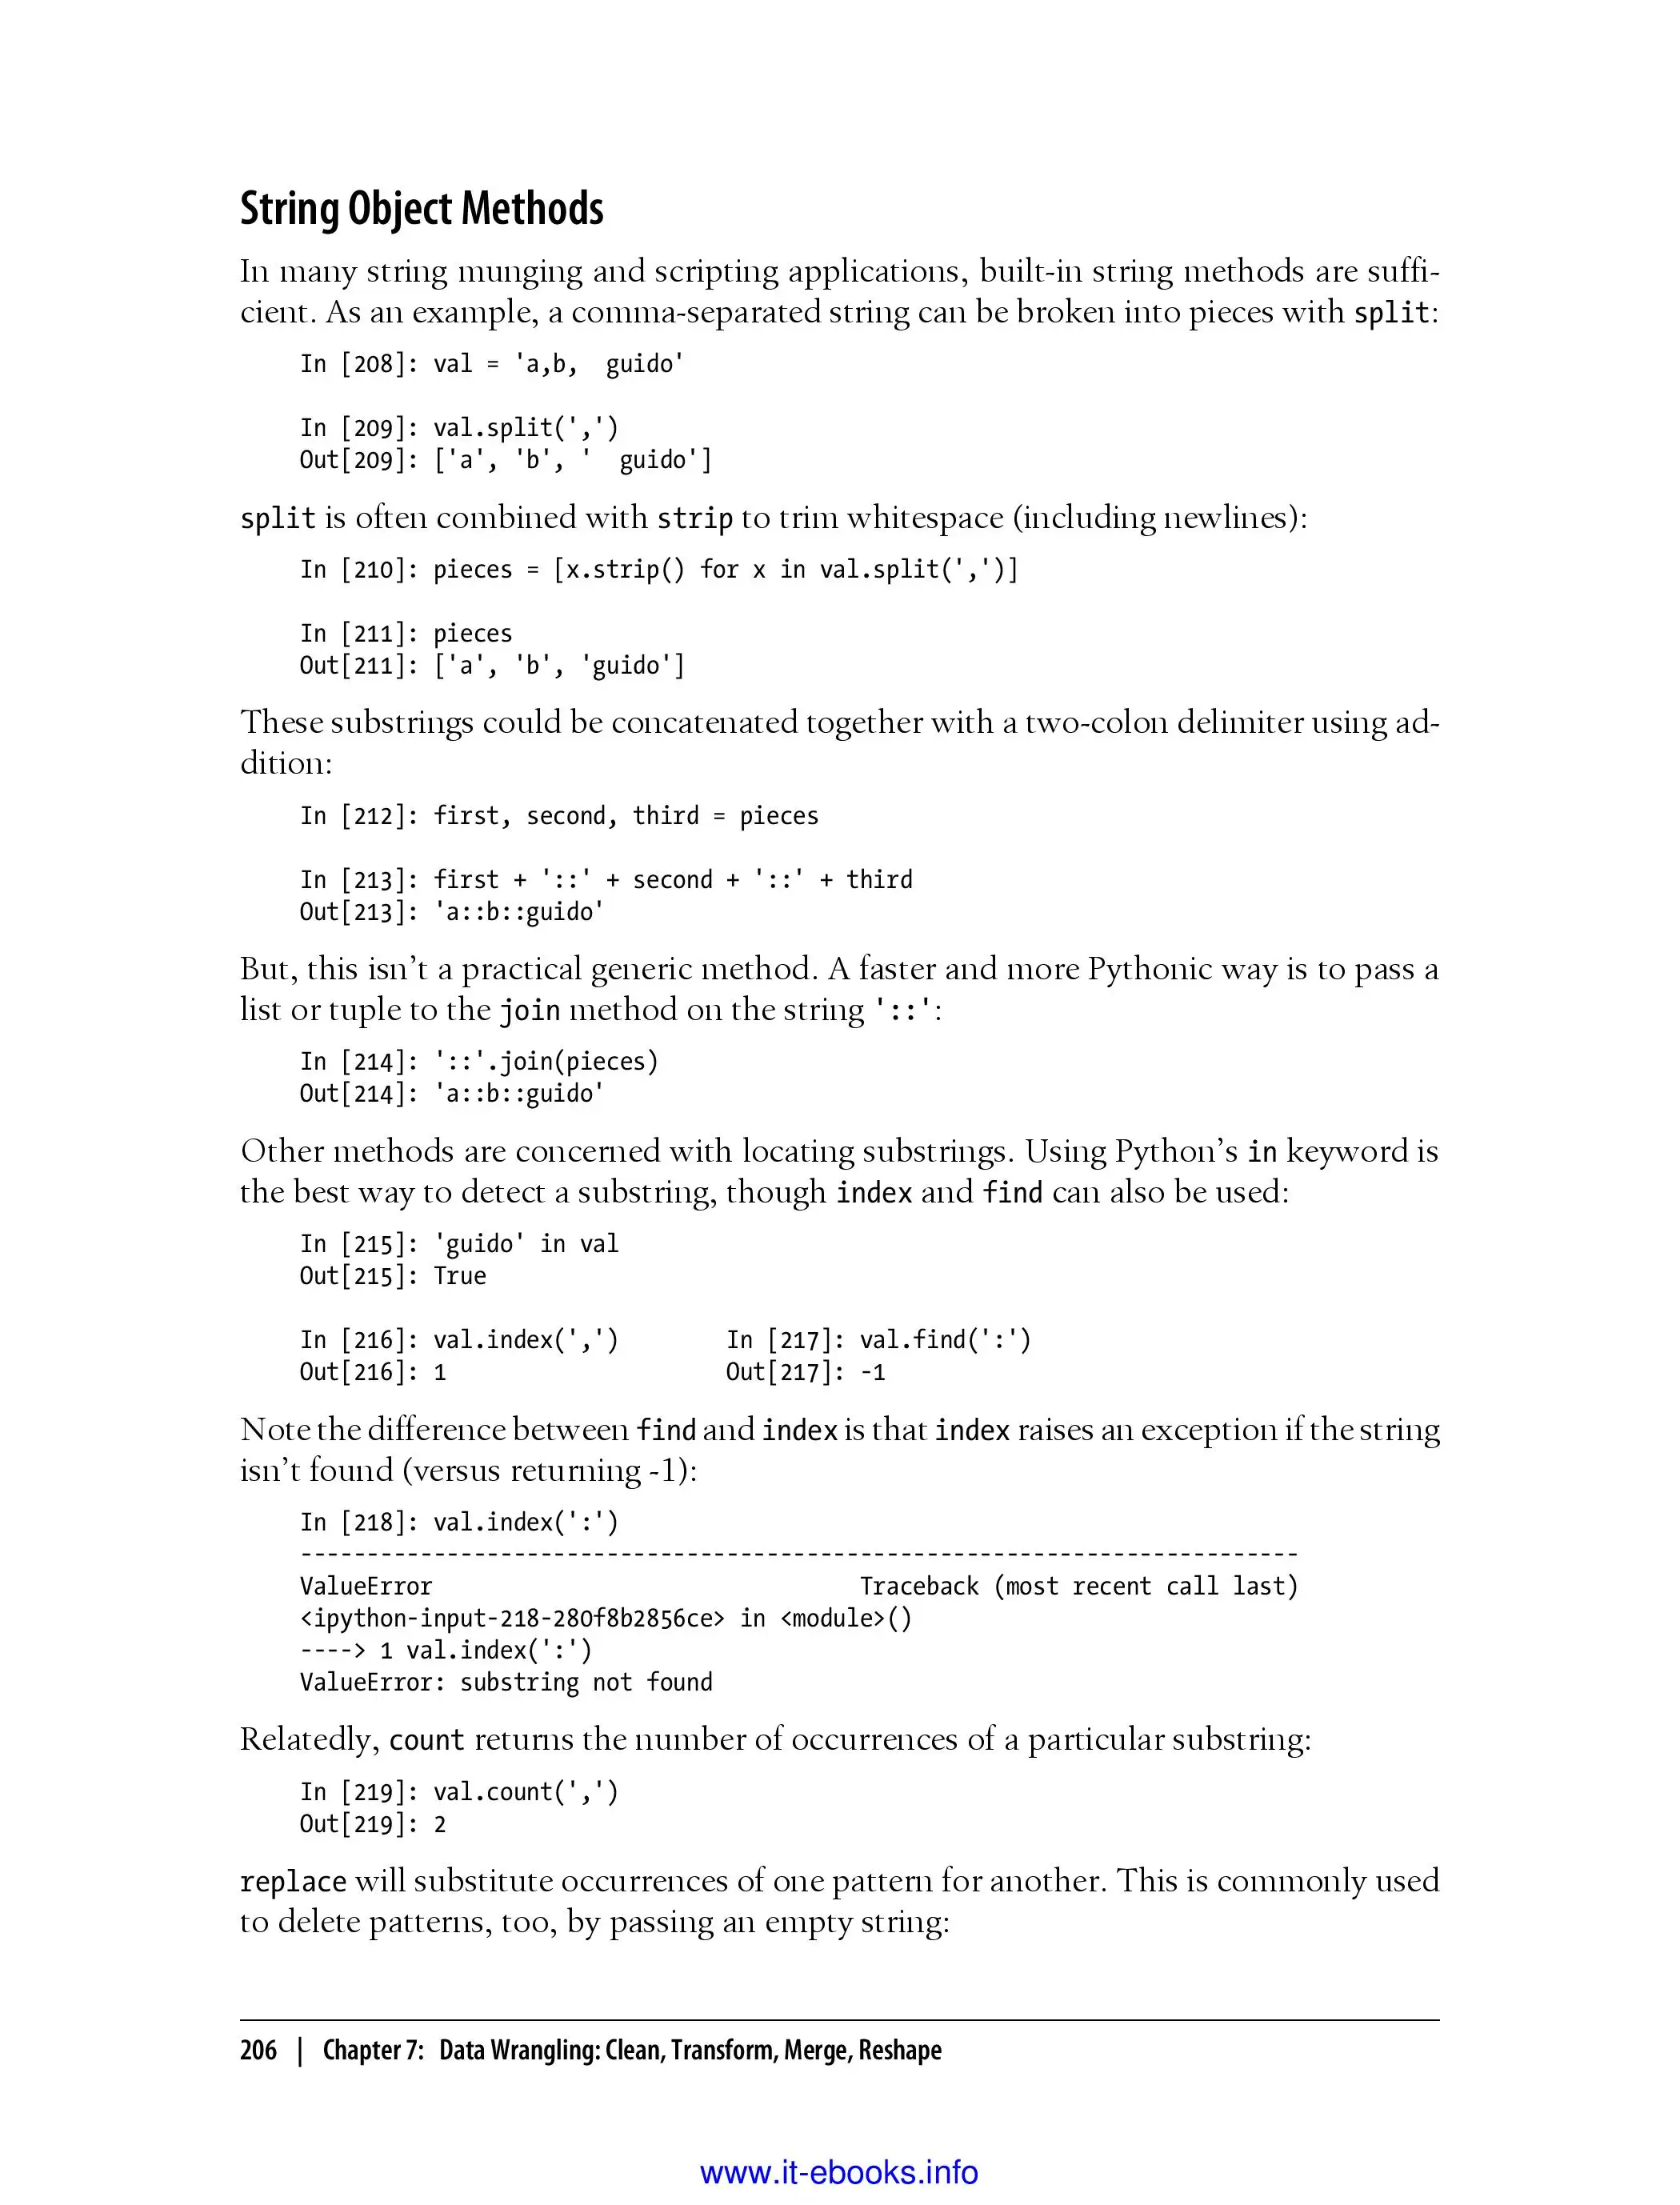 String Object Methods
In many string munging and scripting applications, built-in string methods are suffi-
cient. As an example, a comma-separated string can be broken into pieces with split:
In [208]: val = 'a,b,  guido'
In [209]: val.split(',')
Out[209]: ['a', 'b', '  guido']
split is often combined with strip to trim whitespace (including newlines):
In [210]: pieces = [x.strip() for x in val.split(',')]
In [211]: pieces
Out[211]: ['a', 'b', 'guido']
These substrings could be concatenated together with a two-colon delimiter using ad-
dition:
In [212]: first, second, third = pieces
In [213]: first + '::' + second + '::' + third
Out[213]: 'a::b::guido'
But, this isn’t a practical generic method. A faster and more Pythonic way is to pass a
list or tuple to the join method on the string '::':
In [214]: '::'.join(pieces)
Out[214]: 'a::b::guido'
Other methods are concerned with locating substrings. Using Python’s in keyword is
the best way to detect a substring, though index and find can also be used:
In [215]: 'guido' in val
Out[215]: True
In [216]: val.index(',')        In [217]: val.find(':')
Out[216]: 1                     Out[217]: -1
Note the difference between find and index is that index raises an exception if the string
isn’t found (versus returning -1):
In [218]: val.index(':')
---------------------------------------------------------------------------
ValueError                                Traceback (most recent call last)
<ipython-input-218-280f8b2856ce> in <module>()
----> 1 val.index(':')
ValueError: substring not found
Relatedly, count returns the number of occurrences of a particular substring:
In [219]: val.count(',')
Out[219]: 2
replace will substitute occurrences of one pattern for another. This is commonly used
to delete patterns, too, by passing an empty string:
206 | Chapter 7: Data Wrangling: Clean, Transform, Merge, Reshape
www.it-ebooks.info